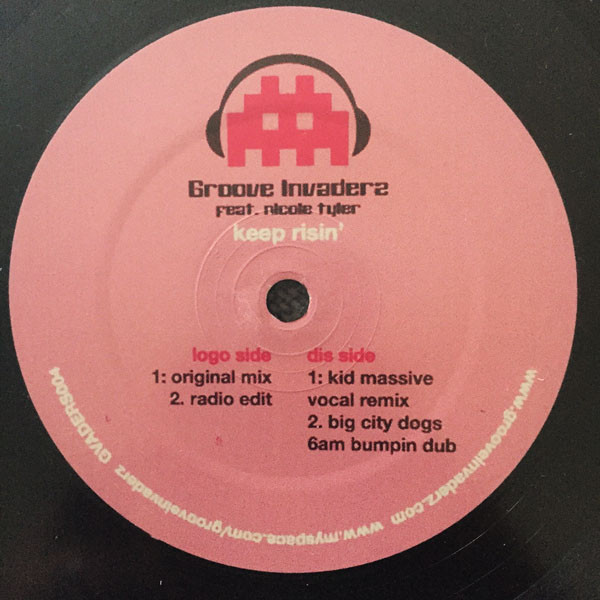 Groove Invaderz
feat. nicole tyler
keep risin'
logo side
1: original mix
2. radio edit
dis side
1: kid massive
vocal remix
2. big city dogs
6am bumpin dub
www.grooveinvaderz.com www.myspace.com/grooveinvaderz GVADERS004